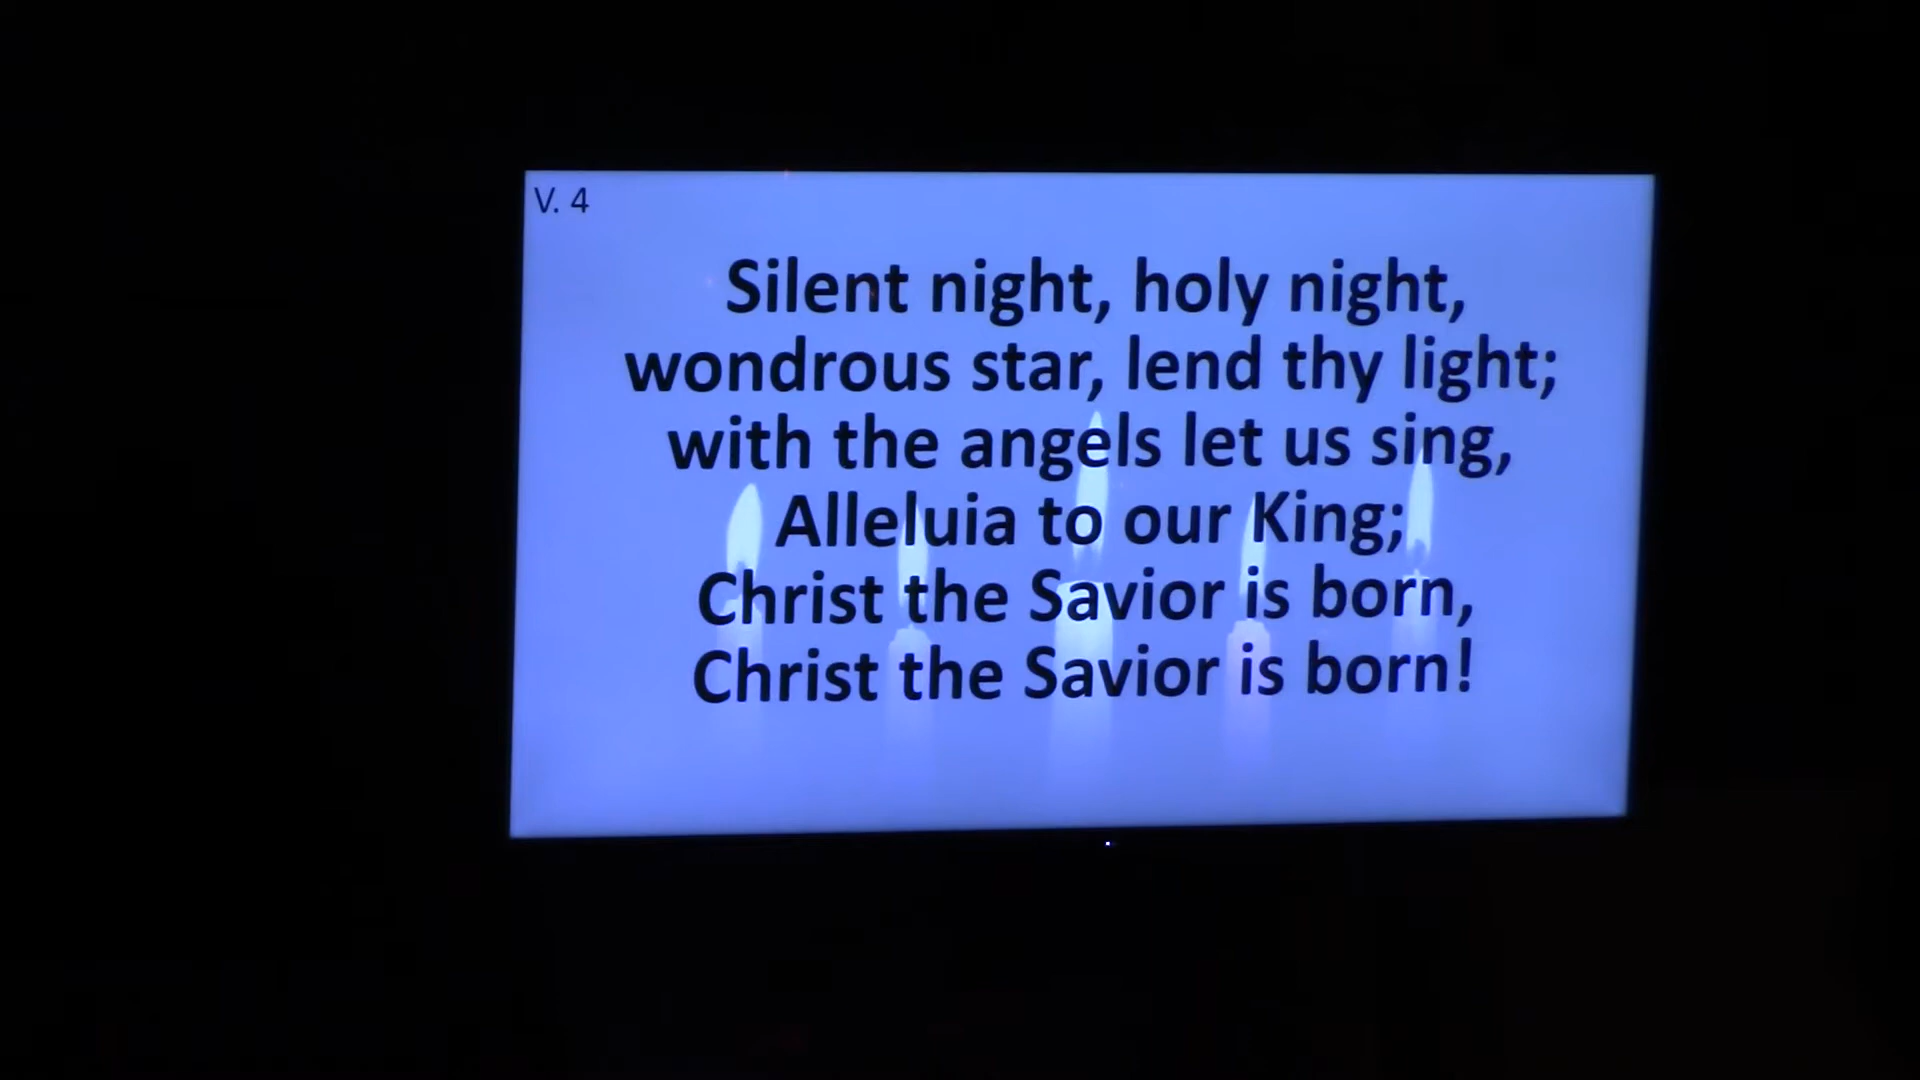 V. 4
Silent night, holy night,
wondrous star, lend thy light;
with the angels let us sing,
Alleluia to our King;
Christ the Savior is born,
Christ the Savior is born!